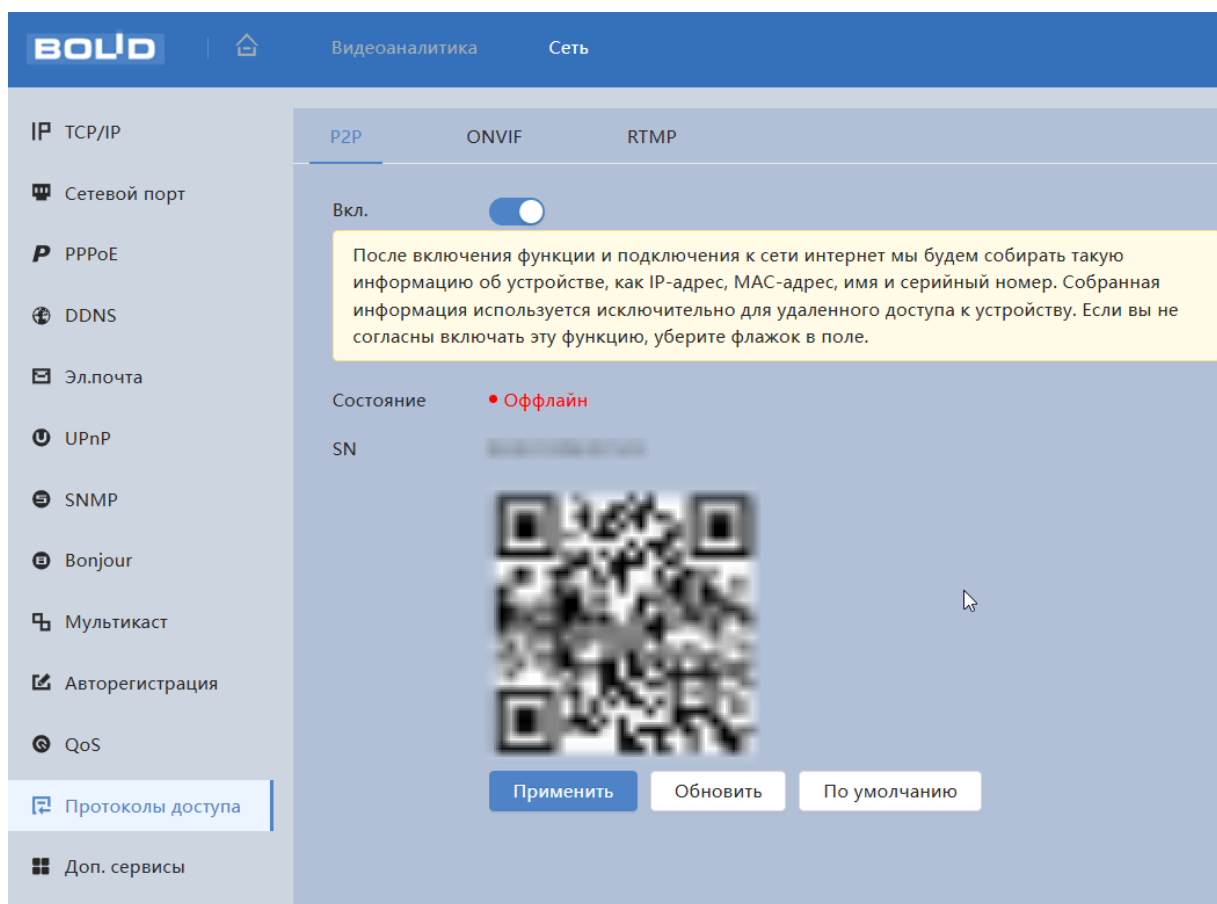 BOLID
Видеоаналитика
Сеть
TCP/IP
Сетевой порт
PPPoE
DDNS
Эл.почта
UPnP
SNMP
Bonjour
Мультикаст
Авторегистрация
QoS
Протоколы доступа
Доп. сервисы
P2P
ONVIF
RTMP
Вкл.
После включения функции и подключения к сети интернет мы будем собирать такую
информацию об устройстве, как IP-адрес, MAC-адрес, имя и серийный номер. Собранная
информация используется исключительно для удаленного доступа к устройству. Если вы не
согласны включать эту функцию, уберите флажок в поле.
Состояние
Оффлайн
SN
Применить
Обновить
По умолчанию